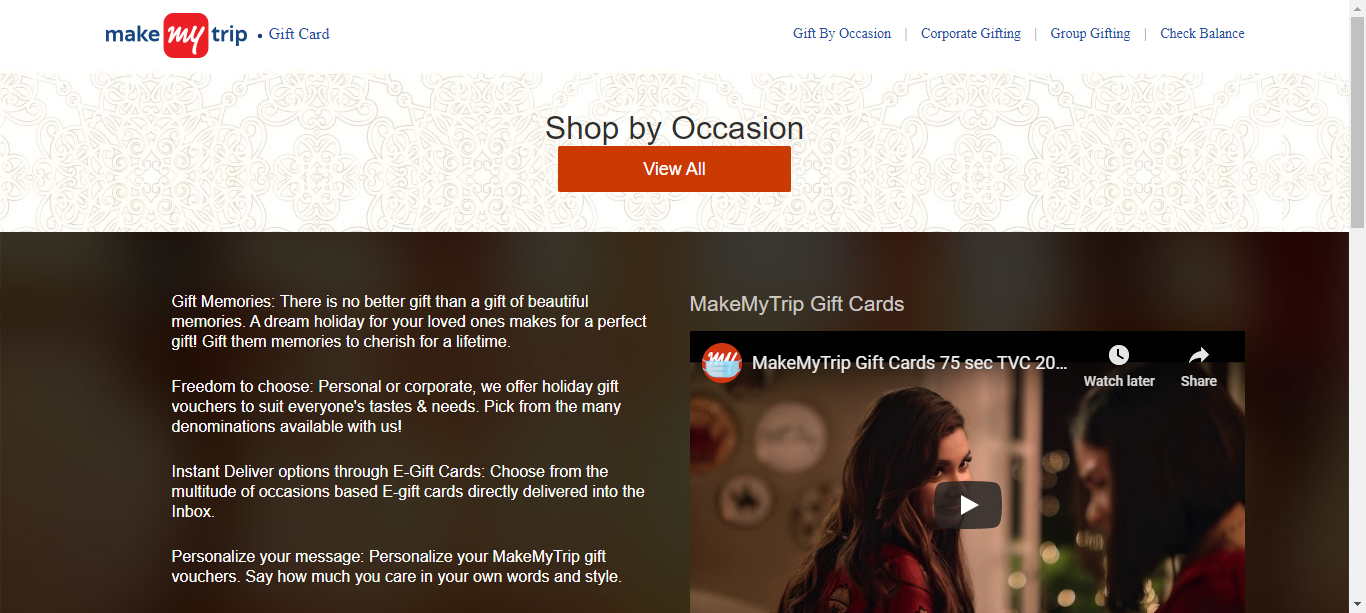 make my trip • Gift Card
Gift By Occasion | Corporate Gifting | Group Gifting | Check Balance
Shop by Occasion
View All
Gift Memories: There is no better gift than a gift of beautiful
memories. A dream holiday for your loved ones makes for a perfect
gift! Gift them memories to cherish for a lifetime.
Freedom to choose: Personal or corporate, we offer holiday gift
vouchers to suit everyone's tastes & needs. Pick from the many
denominations available with us!
Instant Deliver options through E-Gift Cards: Choose from the
multitude of occasions based E-gift cards directly delivered into the
Inbox.
Personalize your message: Personalize your MakeMyTrip gift
vouchers. Say how much you care in your own words and style.
MakeMyTrip Gift Cards
my
MakeMyTrip Gift Cards 75 sec TVC 20...
Watch later
Share